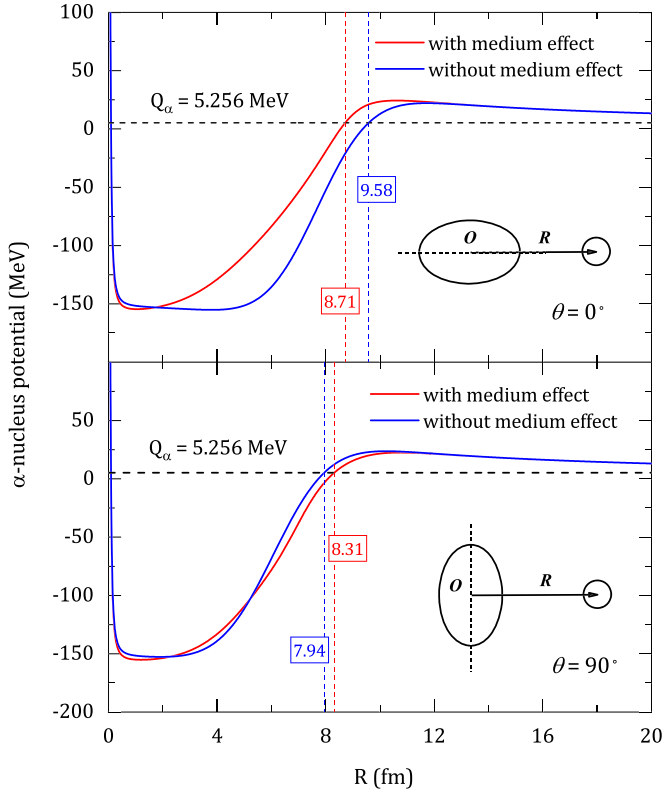 100
with medium effect
without medium effect
50
Qα = 5.256 MeV
0
9.58
-50
-100
O R
-150
8.71
θ = 0°
α-nucleus potential (MeV)
with medium effect
50
without medium effect
Qα = 5.256 MeV
0
8.31
-50
-100
O R
-150
7.94
θ = 90°
-200
0 4 8 12 16 20
R (fm)